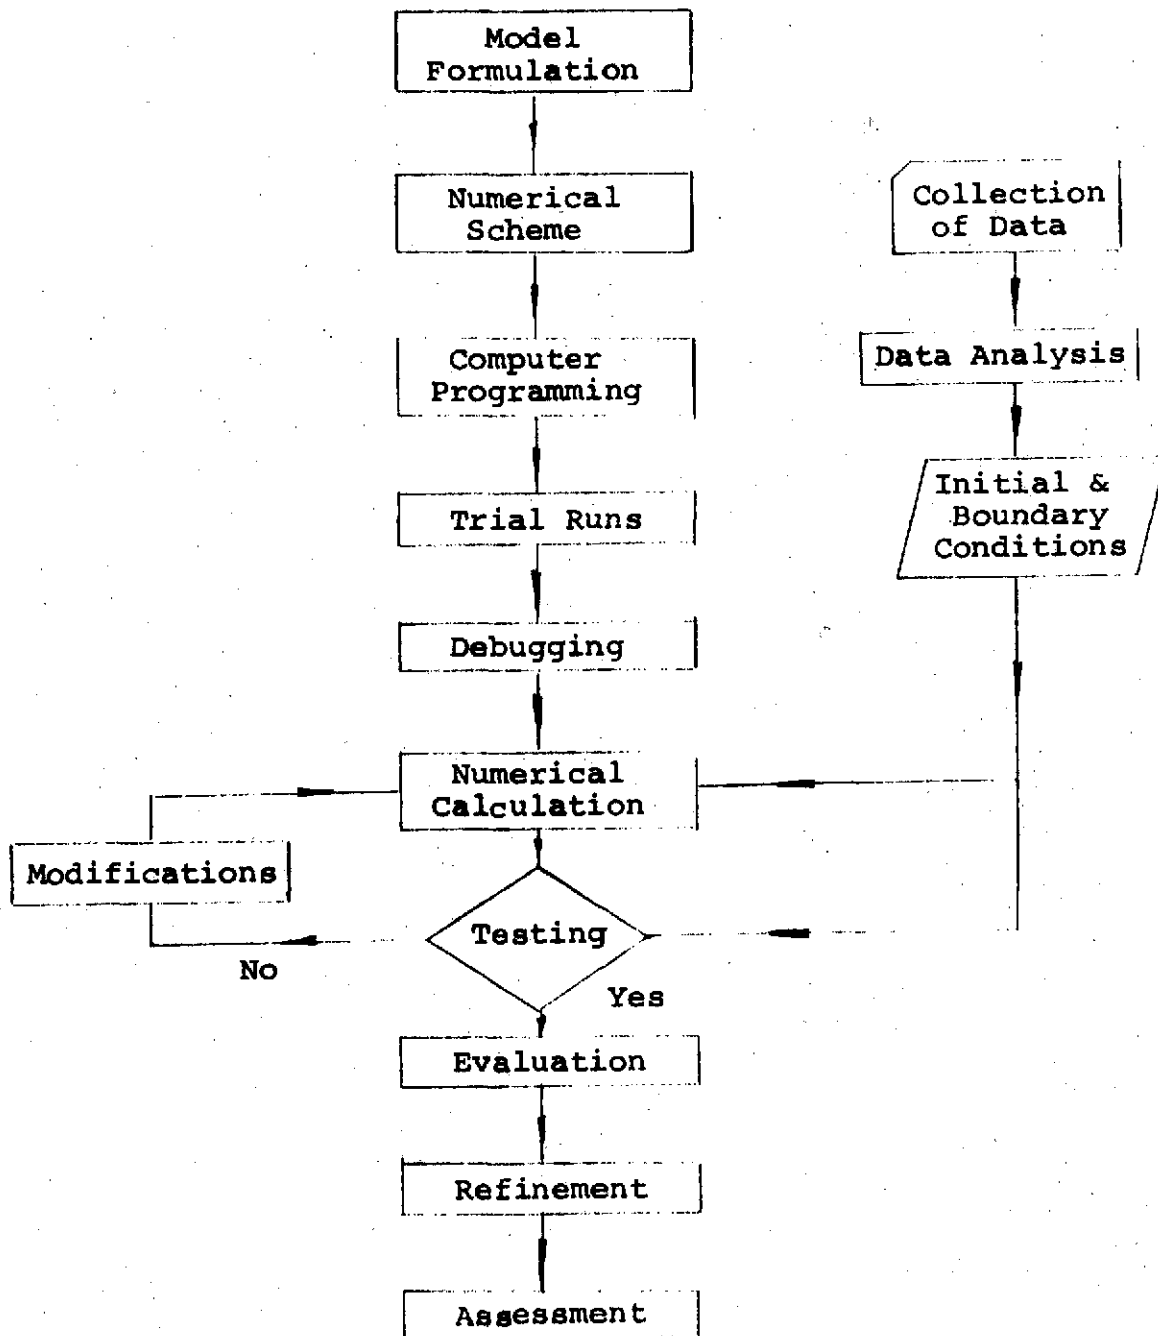 Model
Formulation
Numerical
Scheme
Collection
of Data
Computer
Programming
Data Analysis
Trial Runs
Initial &
Boundary
Conditions
Debugging
Numerical
Calculation
Modifications
Testing
No
Yes
Evaluation
Refinement
Assessment